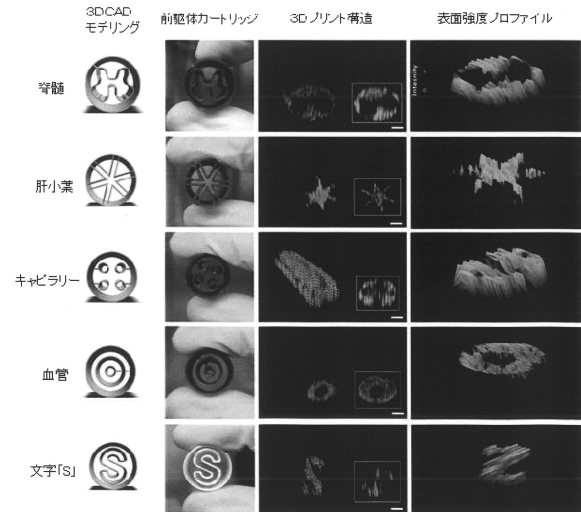 3DCAD
モデリング
前駆体カートリッジ
3Dプリント構造
表面強度プロファイル
脊髄
Intesnity
肝小葉
キャピラリー
血管
文字「S」
S
S